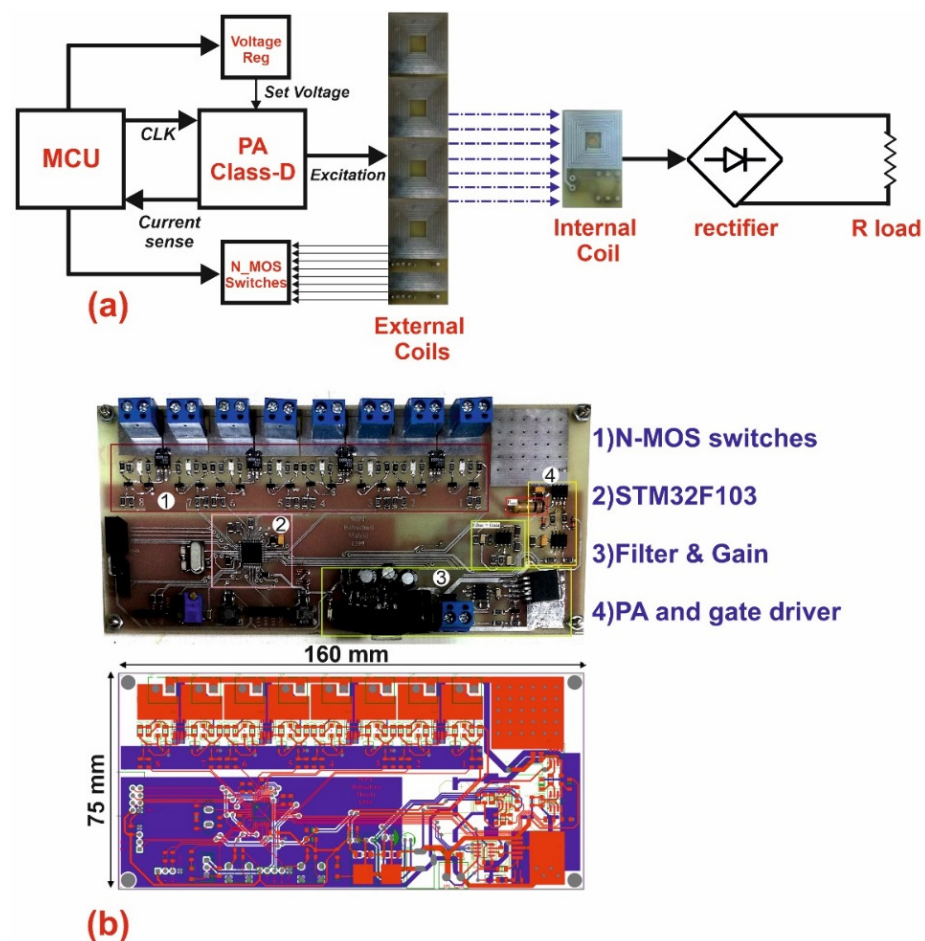 Voltage
Reg
Set Voltage
MCU
CLK
PA
Class-D
Excitation
Current
sense
N_MOS
Switches
(a)
External
Coils
Internal
Coil
rectifier
R load
1)N-MOS switches
2)STM32F103
3)Filter & Gain
4)PA and gate driver
1
2
3
4
160 mm
75 mm
(b)